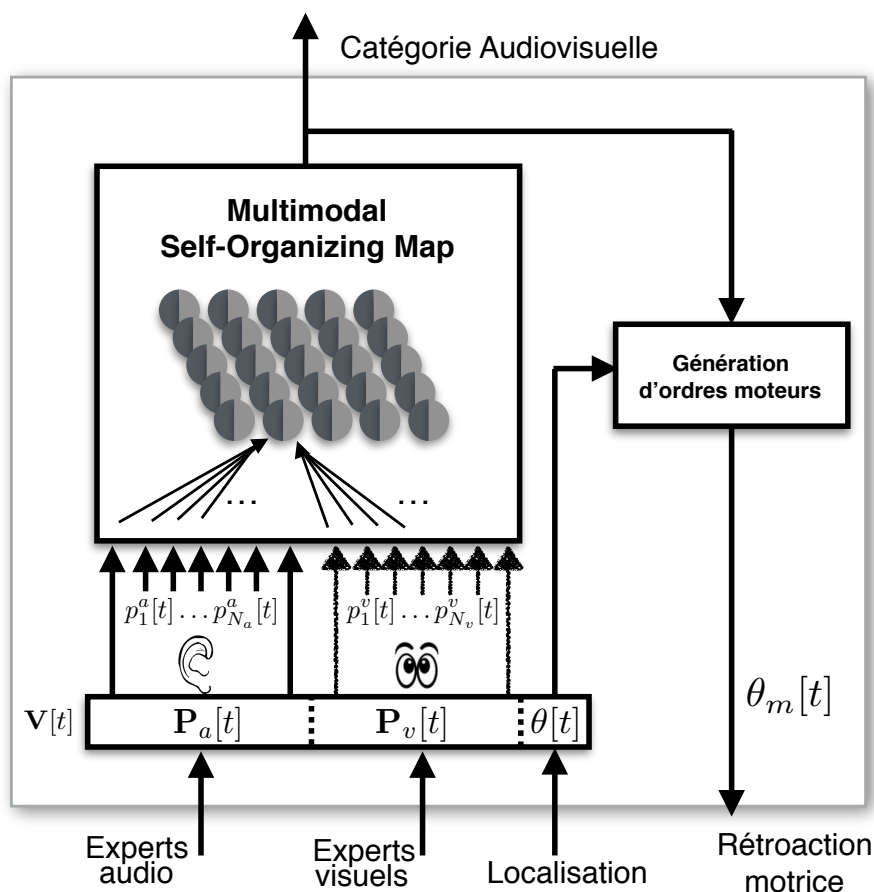 Catégorie Audiovisuelle
Multimodal
Self-Organizing Map
Génération
d'ordres moteurs
...
...
p_1^a[t] ... p_{N_a}^a[t]
p_1^v[t] ... p_{N_v}^v[t]
V[t]
P_a[t]
P_v[t]
θ[t]
θ_m[t]
Experts
audio
Experts
visuels
Localisation
Rétroaction
motrice